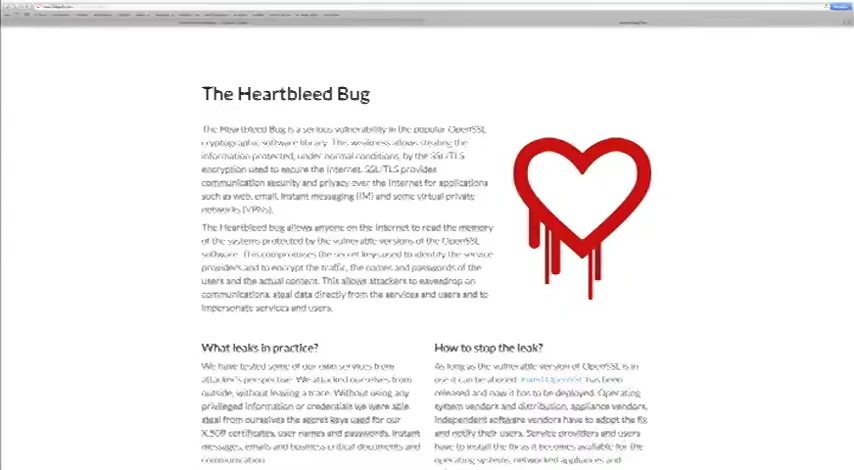 The Heartbleed Bug
The Heartbleed Bug is a serious vulnerability in the popular OpenSSL
cryptographic software library. This weakness allows stealing the
information protected, under normal conditions, by the SSL/TLS
encryption used to secure the Internet. SSL/TLS provides
communication security and privacy over the Internet for applications
such as web, email, instant messaging (IM) and some virtual private
networks (VPNs).
The Heartbleed bug allows anyone on the Internet to read the memory
of the systems protected by the vulnerable versions of the OpenSSL
software. This compromises the secret keys used to identify the service
providers and to encrypt the traffic, the names and passwords of the
users and the actual content. This allows attackers to eavesdrop on
communications, steal data directly from the services and users and to
impersonate services and users.
What leaks in practice?
We have tested some of our own services from
attacker's perspective. We attacked ourselves from
outside, without leaving a trace. Without using any
privileged information or credentials we were able
steal from ourselves the secret keys used for our
X.509 certificates, user names and passwords, instant
messages, emails and business critical documents and
communication.
How to stop the leak?
As long as the vulnerable version of OpenSSL is in
use it can be abused. Fixed OpenSSL has been
released and now it has to be deployed. Operating
system vendors and distribution, appliance vendors,
independent software vendors have to adopt the fix
and notify their users. Service providers and users
have to install the fix as it becomes available for the
operating systems, networked appliances and